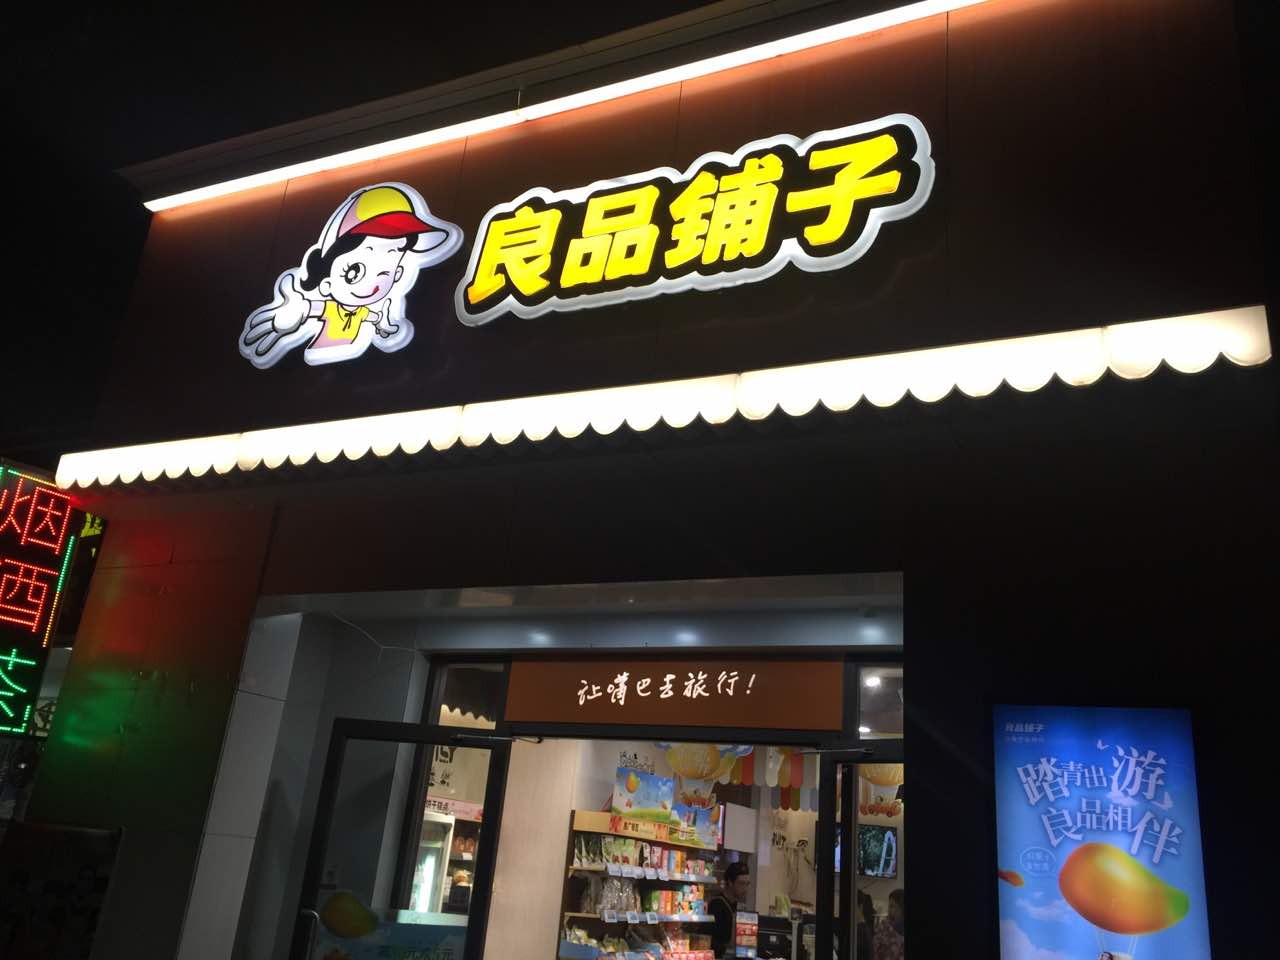 良品铺子
烟酒茶
让嘴巴去旅行!
良品铺子
踏青出游
良品相伴